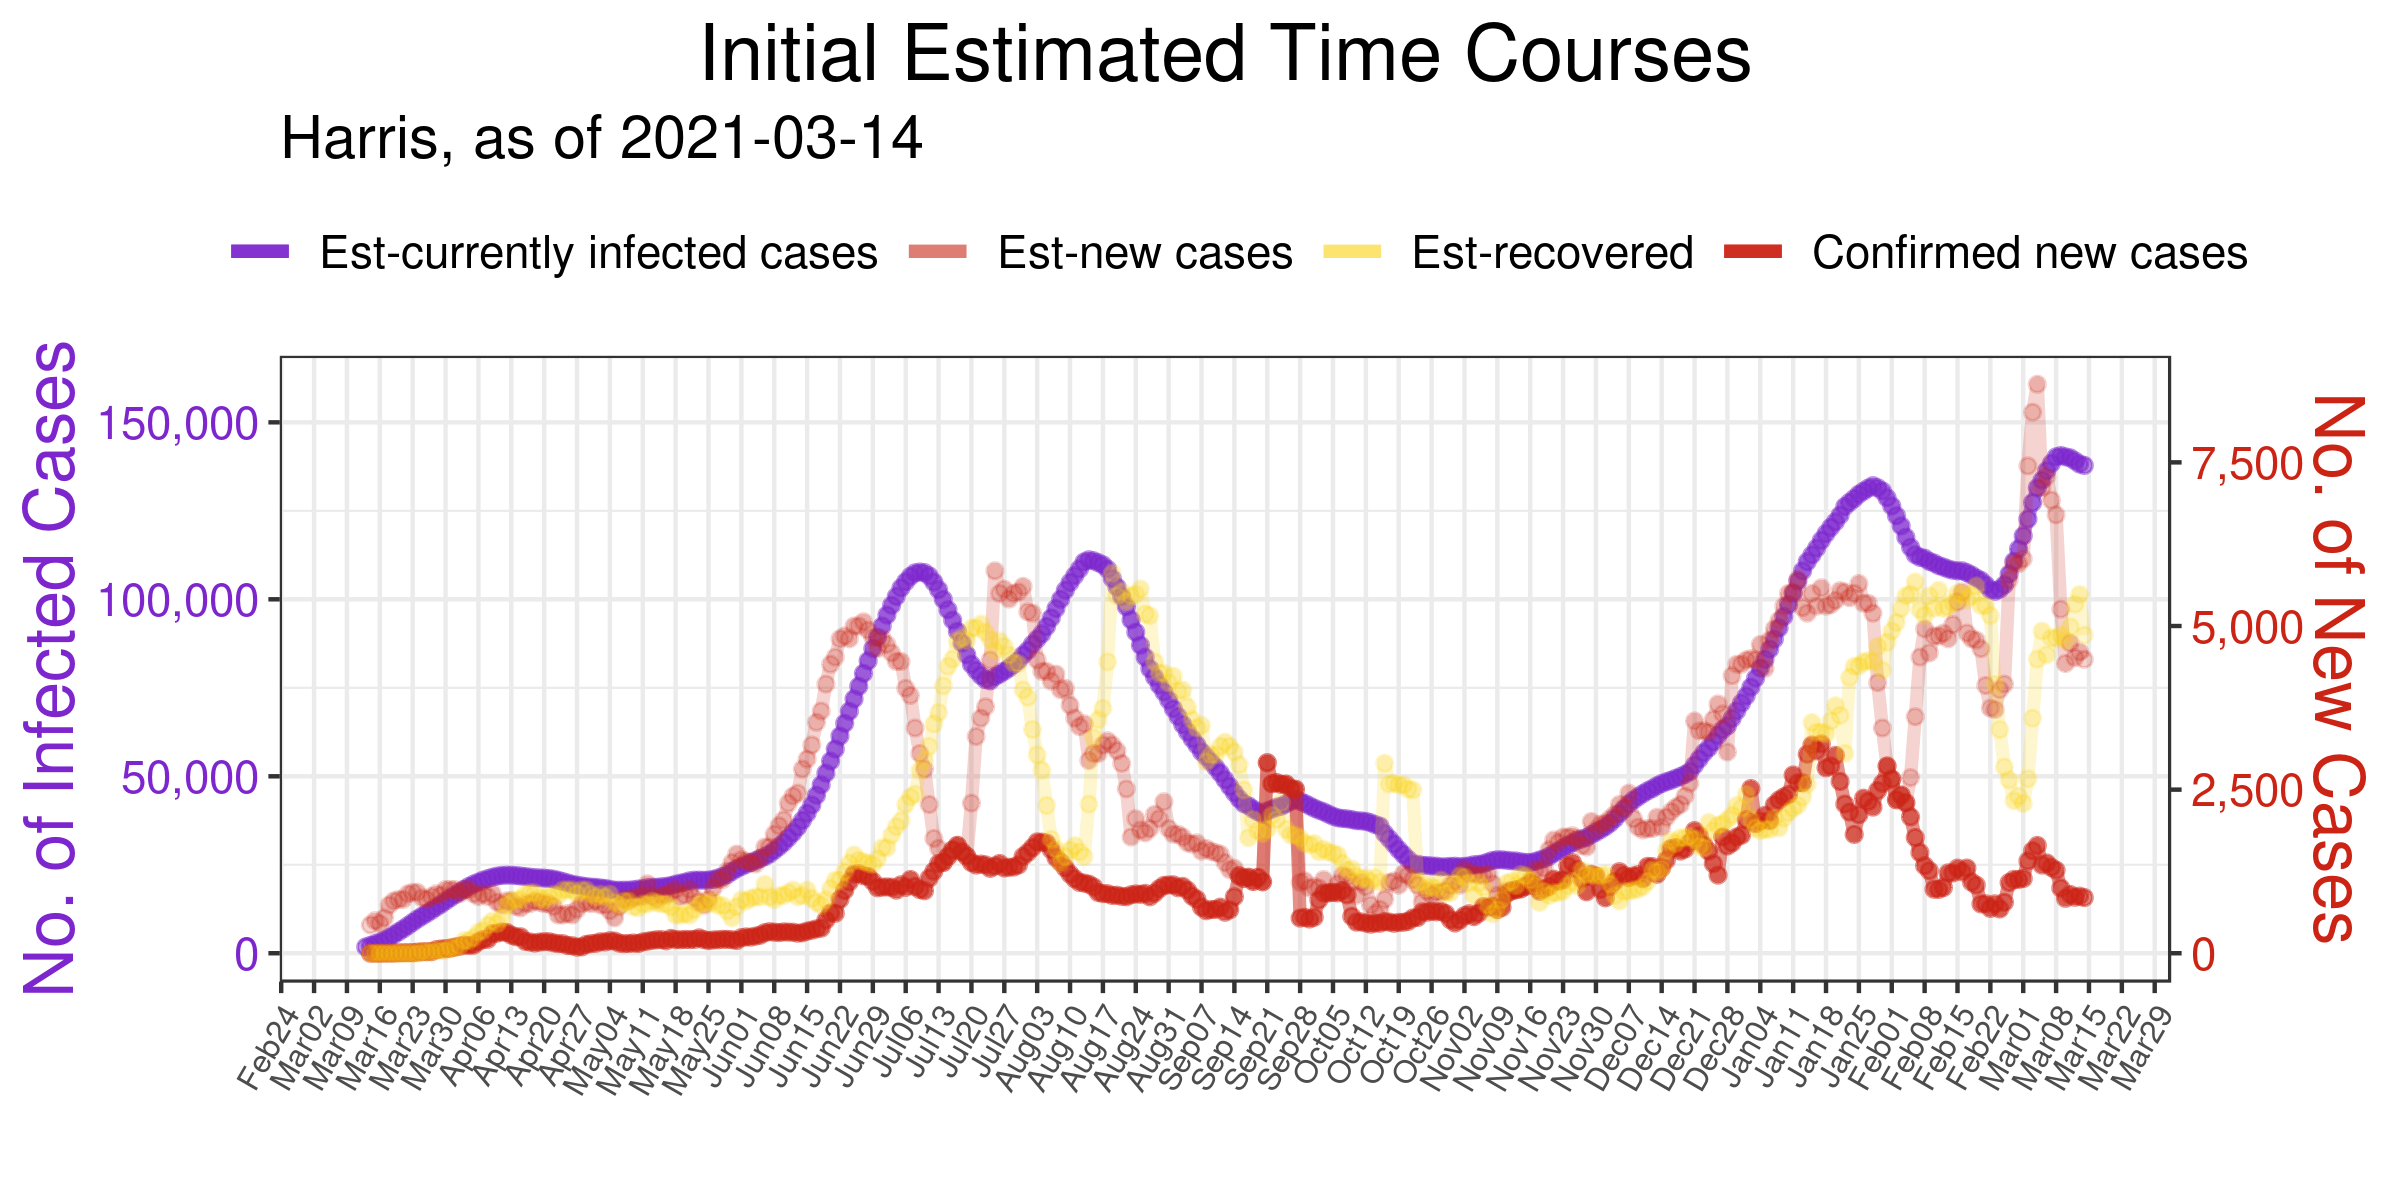 Initial Estimated Time Courses
Harris, as of 2021-03-14
Est-currently infected cases Est-new cases Est-recovered Confirmed new cases
No. of Infected Cases
150,000
100,000
50,000
0
7,500
5,000
2,500
0
No. of New Cases
Feb24 Mar02 Mar09 Mar16 Mar23 Mar30 Apr06 Apr13 Apr20 Apr27 May04 May11 May18 May25 Jun01 Jun08 Jun15 Jun22 Jun29 Jul06 Jul13 Jul20 Jul27 Aug03 Aug10 Aug17 Aug24 Aug31 Sep07 Sep14 Sep21 Sep28 Oct05 Oct12 Oct19 Oct26 Nov02 Nov09 Nov16 Nov23 Nov30 Dec07 Dec14 Dec21 Dec28 Jan04 Jan11 Jan18 Jan25 Feb01 Feb08 Feb15 Feb22 Mar01 Mar08 Mar15 Mar22 Mar29